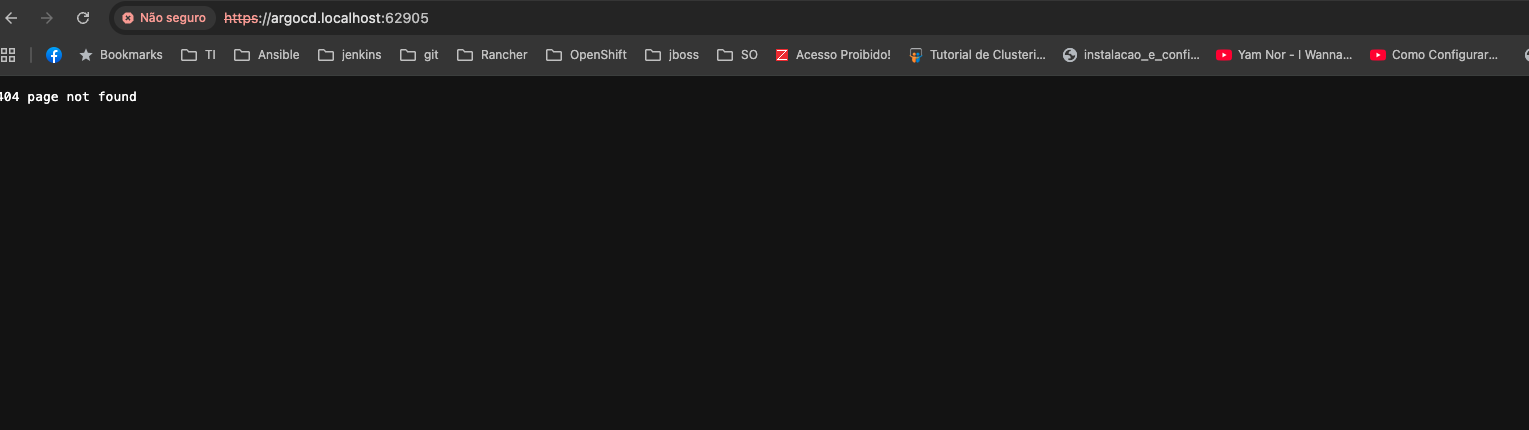 Não seguro https://argocd.localhost:62905
Bookmarks TI Ansible jenkins git Rancher OpenShift jboss SO Acesso Proibido! Tutorial de Clusteri... instalacao_e_confi... Yam Nor - I Wanna... Como Configurar...
404 page not found